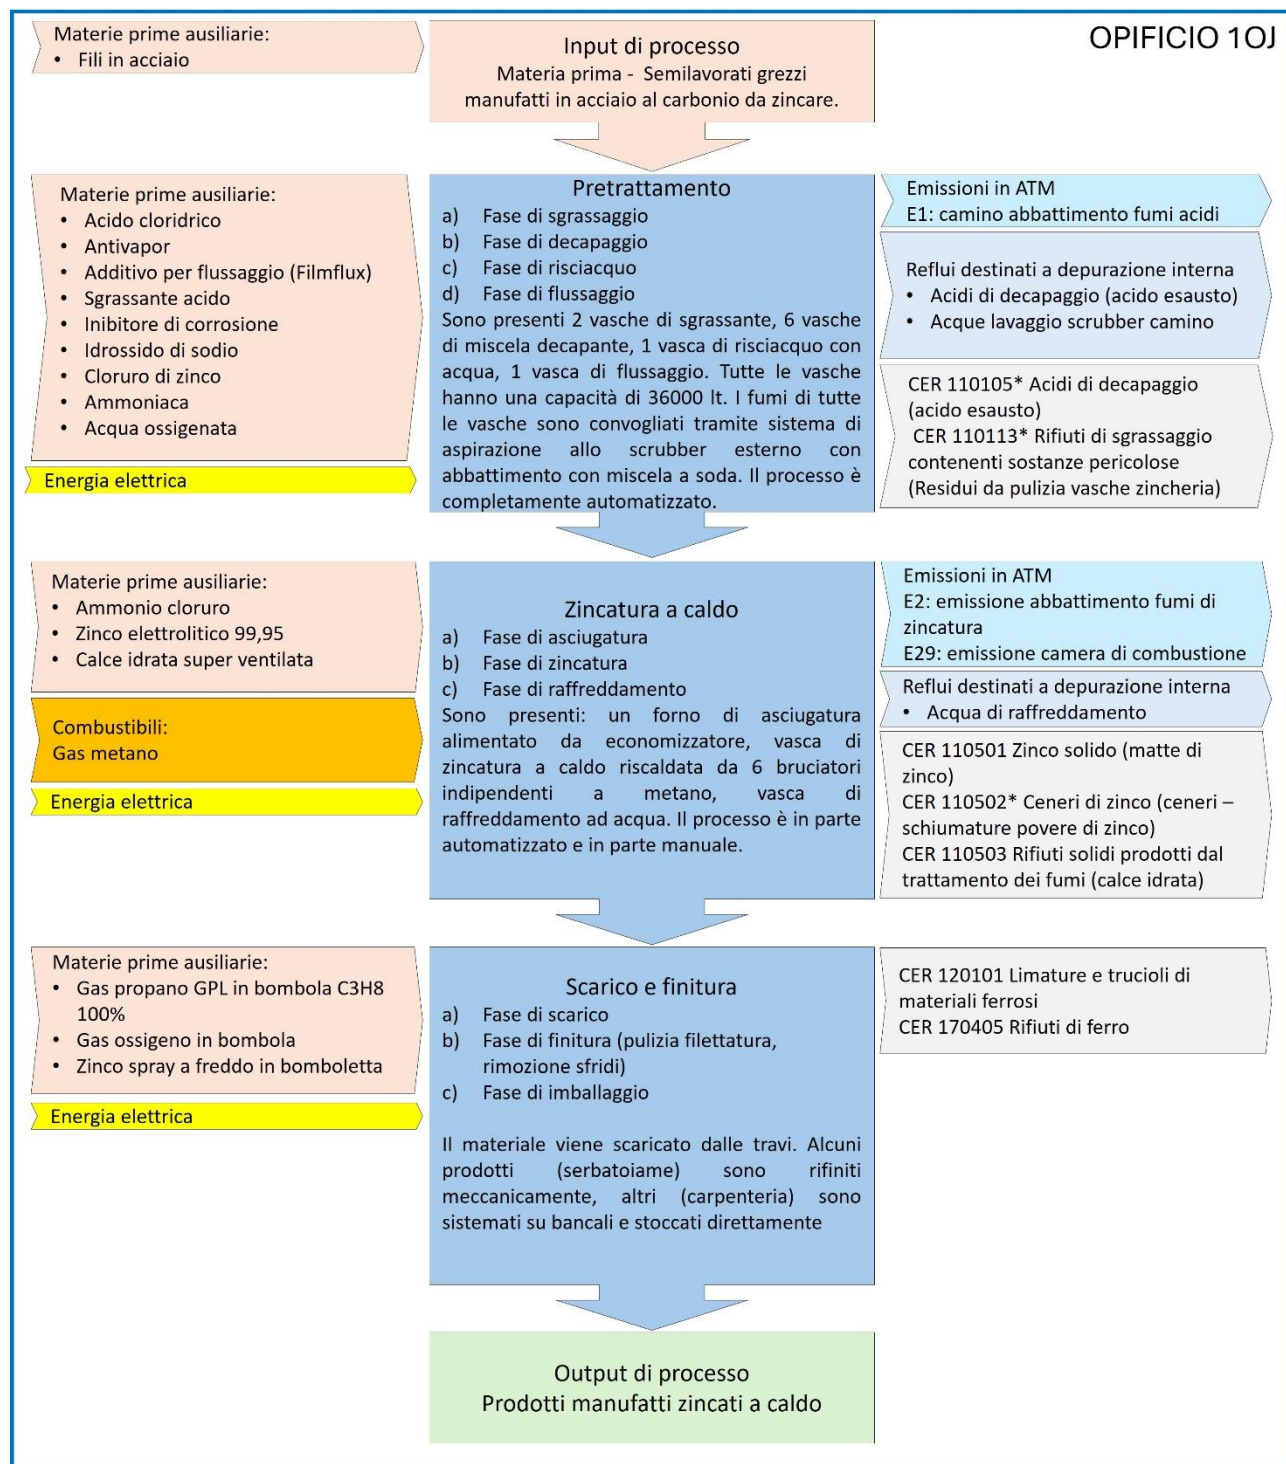 OPIFICIO 1OJ
Materie prime ausiliarie:
• Fili in acciaio
Input di processo
Materia prima - Semilavorati grezzi
manufatti in acciaio al carbonio da zincare.
Materie prime ausiliarie:
• Acido cloridrico
• Antivapor
• Additivo per flussaggio (Filmflux)
• Sgrassante acido
• Inibitore di corrosione
• Idrossido di sodio
• Cloruro di zinco
• Ammoniaca
• Acqua ossigenata
Energia elettrica
Pretrattamento
a) Fase di sgrassaggio
b) Fase di decapaggio
c) Fase di risciacquo
d) Fase di flussaggio
Sono presenti 2 vasche di sgrassante, 6 vasche
di miscela decapante, 1 vasca di risciacquo con
acqua, 1 vasca di flussaggio. Tutte le vasche
hanno una capacità di 36000 lt. I fumi di tutte
le vasche sono convogliati tramite sistema di
aspirazione allo scrubber esterno con
abbattimento con miscela a soda. Il processo è
completamente automatizzato.
Emissioni in ATM
E1: camino abbattimento fumi acidi
Reflui destinati a depurazione interna
• Acidi di decapaggio (acido esausto)
• Acque lavaggio scrubber camino
CER 110105* Acidi di decapaggio
(acido esausto)
CER 110113* Rifiuti di sgrassaggio
contenenti sostanze pericolose
(Residui da pulizia vasche zincheria)
Materie prime ausiliarie:
• Ammonio cloruro
• Zinco elettrolitico 99,95
• Calce idrata super ventilata
Combustibili:
Gas metano
Energia elettrica
Zincatura a caldo
a) Fase di asciugatura
b) Fase di zincatura
c) Fase di raffreddamento
Sono presenti: un forno di asciugatura
alimentato da economizzatore, vasca di
zincatura a caldo riscaldata da 6 bruciatori
indipendenti a metano, vasca di
raffreddamento ad acqua. Il processo è in parte
automatizzato e in parte manuale.
Emissioni in ATM
E2: emissione abbattimento fumi di
zincatura
E29: emissione camera di combustione
Reflui destinati a depurazione interna
• Acqua di raffreddamento
CER 110501 Zinco solido (matte di
zinco)
CER 110502* Ceneri di zinco (ceneri –
schiumature povere di zinco)
CER 110503 Rifiuti solidi prodotti dal
trattamento dei fumi (calce idrata)
Materie prime ausiliarie:
• Gas propano GPL in bombola C3H8
100%
• Gas ossigeno in bombola
• Zinco spray a freddo in bomboletta
Energia elettrica
Scarico e finitura
a) Fase di scarico
b) Fase di finitura (pulizia filettatura,
rimozione sfridi)
c) Fase di imballaggio
Il materiale viene scaricato dalle travi. Alcuni
prodotti (serbatoiame) sono rifiniti
meccanicamente, altri (carpenteria) sono
sistemati su bancali e stoccati direttamente
CER 120101 Limature e trucioli di
materiali ferrosi
CER 170405 Rifiuti di ferro
Output di processo
Prodotti manufatti zincati a caldo